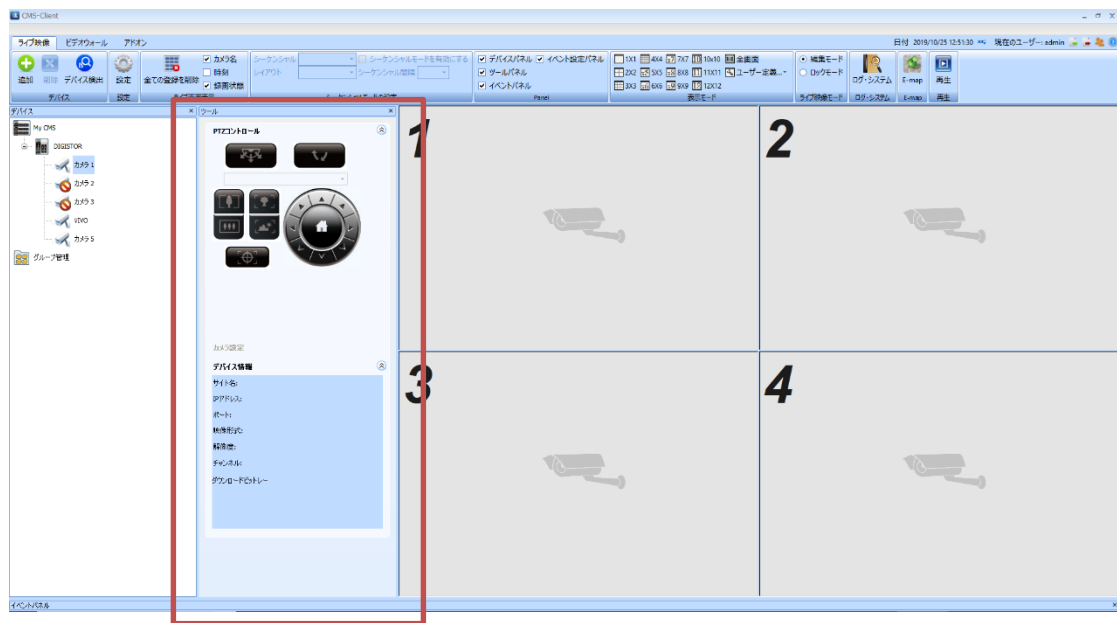 CMS-Client
ライブ映像 ビデオウォール アドオン
日付 2019/10/25 12:51:30 現在のユーザー: admin
追加 削除 デバイス検出 設定 全ての登録を削除
カメラ名
時刻
録画状態
シーケンシャル
レイアウト
シーケンシャルモードを有効にする
シーケンシャル間隔
デバイスパネル イベント設定パネル
ツールパネル
イベントパネル
1X1 4X4 7X7 10x10 全画面
2X2 5X5 8X8 11X11 ユーザー定義...
3X3 6X6 9X9 12X12
編集モード
ロックモード
ログ・システム E-map 再生
デバイス 設定 Panel 表示モード ライブ映像モード ログ・システム E-map 再生
デバイス
My CMS
DIGISTOR
カメラ 1
カメラ 2
カメラ 3
VIVO
カメラ 5
グループ管理
ツール
PTZコントロール
カメラ設定
デバイス情報
サイト名:
IPアドレス:
ポート:
映像形式:
解像度:
チャンネル:
ダウンロードビットレー
1
2
3
4
イベントパネル